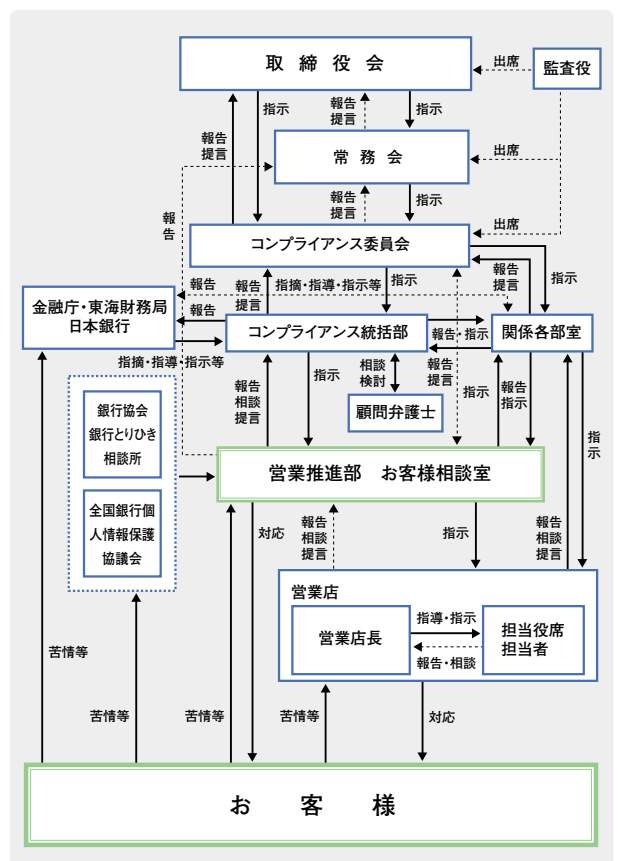 取 締 役 会
監査役
出席
指示
報告
提言
指示
報告
提言
常 務 会
出席
報告
提言
指示
報
告
出席
コンプライアンス委員会
報告
報告
提言
指摘・指導・指示等
指示
報告
提言
指示
金融庁・東海財務局
日本銀行
報告
コンプライアンス統括部
報告・指示
関係各部室
指摘・指導・指示等
報告
相談
提言
指示
相談
検討
報告
提言
指示
報告
指示
顧問弁護士
指
示
銀行協会
銀行とりひき
相談所
営業推進部 お客様相談室
全国銀行個
人情報保護
協議会
対応
報告
相談
提言
指示
報告
相談
提言
営業店
営業店長
指導・指示
報告・相談
担当役席
担当者
苦情等
苦情等
苦情等
苦情等
対応
お 客 様